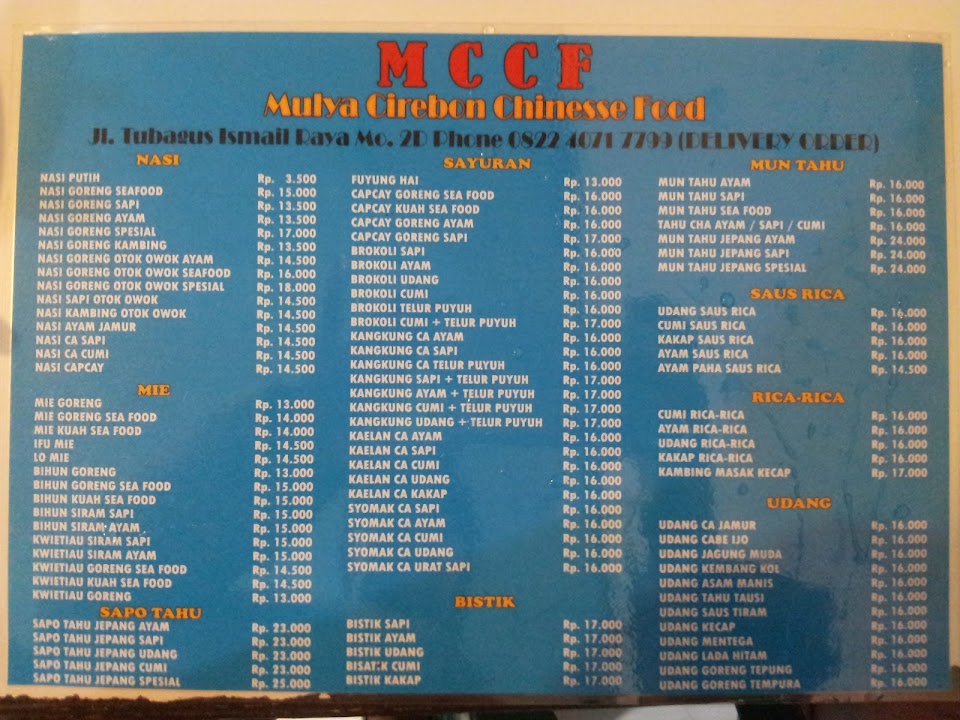 M C C F
Mulya Cirebon Chinesse Food
Jl. Tubagus Ismail Raya Mo. 2D Phone 0822 4071 7799 (DELIVERY ORDER)
NASI
NASI PUTIH Rp. 3.500
NASI GORENG SEAFOOD Rp. 15.000
NASI GORENG SAPI Rp. 13.500
NASI GORENG AYAM Rp. 13.500
NASI GORENG SPESIAL Rp. 17.000
NASI GORENG KAMBING Rp. 13.500
NASI GORENG OTOK OWOK AYAM Rp. 14.500
NASI GORENG OTOK OWOK SEAFOOD Rp. 16.000
NASI GORENG OTOK OWOK SPESIAL Rp. 18.000
NASI SAPI OTOK OWOK Rp. 14.500
NASI KAMBING OTOK OWOK Rp. 14.500
NASI AYAM JAMUR Rp. 14.500
NASI CA SAPI Rp. 14.500
NASI CA CUMI Rp. 14.500
NASI CAPCAY Rp. 14.500
MIE
MIE GORENG Rp. 13.000
MIE GORENG SEA FOOD Rp. 14.000
MIE KUAH SEA FOOD Rp. 14.000
IFU MIE Rp. 14.500
LO MIE Rp. 14.500
BIHUN GORENG Rp. 13.000
BIHUN GORENG SEA FOOD Rp. 15.000
BIHUN KUAH SEA FOOD Rp. 15.000
BIHUN SIRAM SAPI Rp. 15.000
BIHUN SIRAM AYAM Rp. 15.000
KWIETIAU SIRAM SAPI Rp. 15.000
KWIETIAU SIRAM AYAM Rp. 15.000
KWIETIAU GORENG SEA FOOD Rp. 14.500
KWIETIAU KUAH SEA FOOD Rp. 14.500
KWIETIAU GORENG Rp. 13.000
SAPO TAHU
SAPO TAHU JEPANG AYAM Rp. 23.000
SAPO TAHU JEPANG SAPI Rp. 23.000
SAPO TAHU JEPANG UDANG Rp. 23.000
SAPO TAHU JEPANG CUMI Rp. 23.000
SAPO TAHU JEPANG SPESIAL Rp. 25.000
SAYURAN
FUYUNG HAI Rp. 13.000
CAPCAY GORENG SEA FOOD Rp. 16.000
CAPCAY KUAH SEA FOOD Rp. 16.000
CAPCAY GORENG AYAM Rp. 16.000
CAPCAY GORENG SAPI Rp. 17.000
BROKOLI SAPI Rp. 16.000
BROKOLI AYAM Rp. 16.000
BROKOLI UDANG Rp. 16.000
BROKOLI CUMI Rp. 16.000
BROKOLI TELUR PUYUH Rp. 16.000
BROKOLI CUMI + TELUR PUYUH Rp. 17.000
KANGKUNG CA AYAM Rp. 16.000
KANGKUNG CA SAPI Rp. 16.000
KANGKUNG CA TELUR PUYUH Rp. 16.000
KANGKUNG SAPI + TELUR PUYUH Rp. 17.000
KANGKUNG AYAM + TELUR PUYUH Rp. 17.000
KANGKUNG CUMI + TELUR PUYUH Rp. 17.000
KANGKUNG UDANG + TELUR PUYUH Rp. 17.000
KAELAN CA AYAM Rp. 16.000
KAELAN CA SAPI Rp. 16.000
KAELAN CA CUMI Rp. 16.000
KAELAN CA UDANG Rp. 16.000
KAELAN CA KAKAP Rp. 16.000
SYOMAK CA SAPI Rp. 16.000
SYOMAK CA AYAM Rp. 16.000
SYOMAK CA CUMI Rp. 16.000
SYOMAK CA UDANG Rp. 16.000
SYOMAK CA URAT SAPI Rp. 16.000
BISTIK
BISTIK SAPI Rp. 17.000
BISTIK AYAM Rp. 17.000
BISTIK UDANG Rp. 17.000
BISATK CUMI Rp. 17.000
BISTIK KAKAP Rp. 17.000
MUN TAHU
MUN TAHU AYAM Rp. 16.000
MUN TAHU SAPI Rp. 16.000
MUN TAHU SEA FOOD Rp. 16.000
TAHU CHA AYAM / SAPI / CUMI Rp. 16.000
MUN TAHU JEPANG AYAM Rp. 24.000
MUN TAHU JEPANG SAPI Rp. 24.000
MUN TAHU JEPANG SPESIAL Rp. 24.000
SAUS RICA
UDANG SAUS RICA Rp. 16.000
CUMI SAUS RICA Rp. 16.000
KAKAP SAUS RICA Rp. 16.000
AYAM SAUS RICA Rp. 16.000
AYAM PAHA SAUS RICA Rp. 14.500
RICA-RICA
CUMI RICA-RICA Rp. 16.000
AYAM RICA-RICA Rp. 16.000
UDANG RICA-RICA Rp. 16.000
KAKAP RICA-RICA Rp. 16.000
KAMBING MASAK KECAP Rp. 17.000
UDANG
UDANG CA JAMUR Rp. 16.000
UDANG CABE IJO Rp. 16.000
UDANG JAGUNG MUDA Rp. 16.000
UDANG KEMBANG KOL Rp. 16.000
UDANG ASAM MANIS Rp. 16.000
UDANG TAHU TAUSI Rp. 16.000
UDANG SAUS TIRAM Rp. 16.000
UDANG KECAP Rp. 16.000
UDANG MENTEGA Rp. 16.000
UDANG LADA HITAM Rp. 16.000
UDANG GORENG TEPUNG Rp. 16.000
UDANG GORENG TEMPURA Rp. 16.000